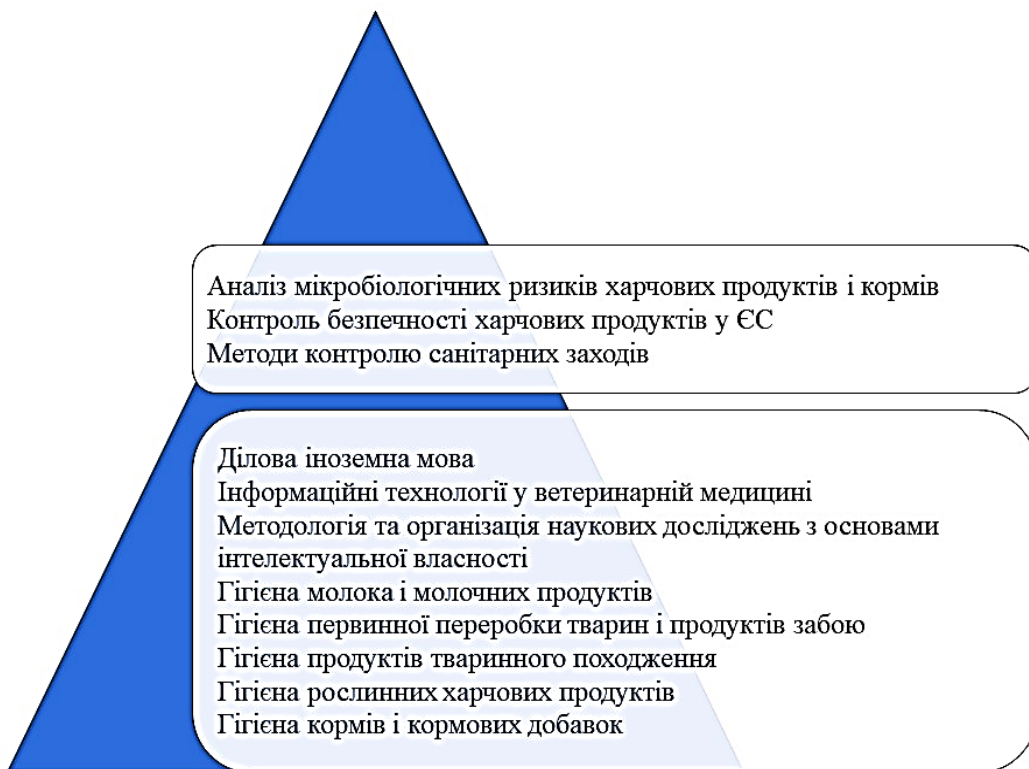 Аналіз мікробіологічних ризиків харчових продуктів і кормів
Контроль безпечності харчових продуктів у ЄС
Методи контролю санітарних заходів
Ділова іноземна мова
Інформаційні технології у ветеринарній медицині
Методологія та організація наукових досліджень з основами
інтелектуальної власності
Гігієна молока і молочних продуктів
Гігієна первинної переробки тварин і продуктів забою
Гігієна продуктів тваринного походження
Гігієна рослинних харчових продуктів
Гігієна кормів і кормових добавок